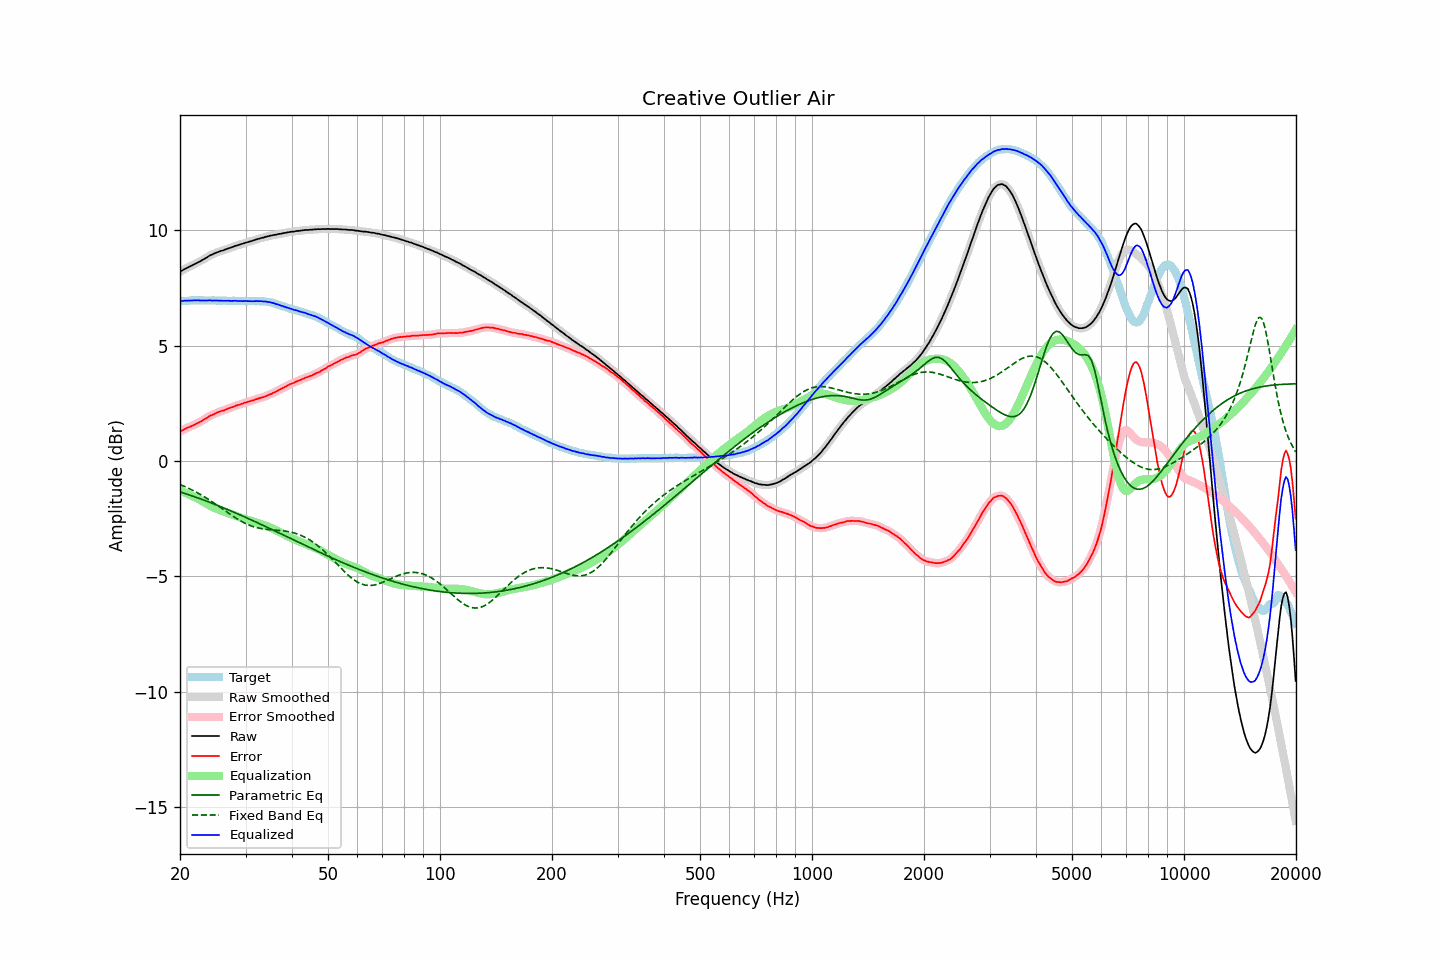 Creative Outlier Air
Amplitude (dBr)
10
5
0
−5
−10
−15
Target
Raw Smoothed
Error Smoothed
Raw
Error
Equalization
Parametric Eq
Fixed Band Eq
Equalized
20 50 100 200 500 1000 2000 5000 10000 20000
Frequency (Hz)